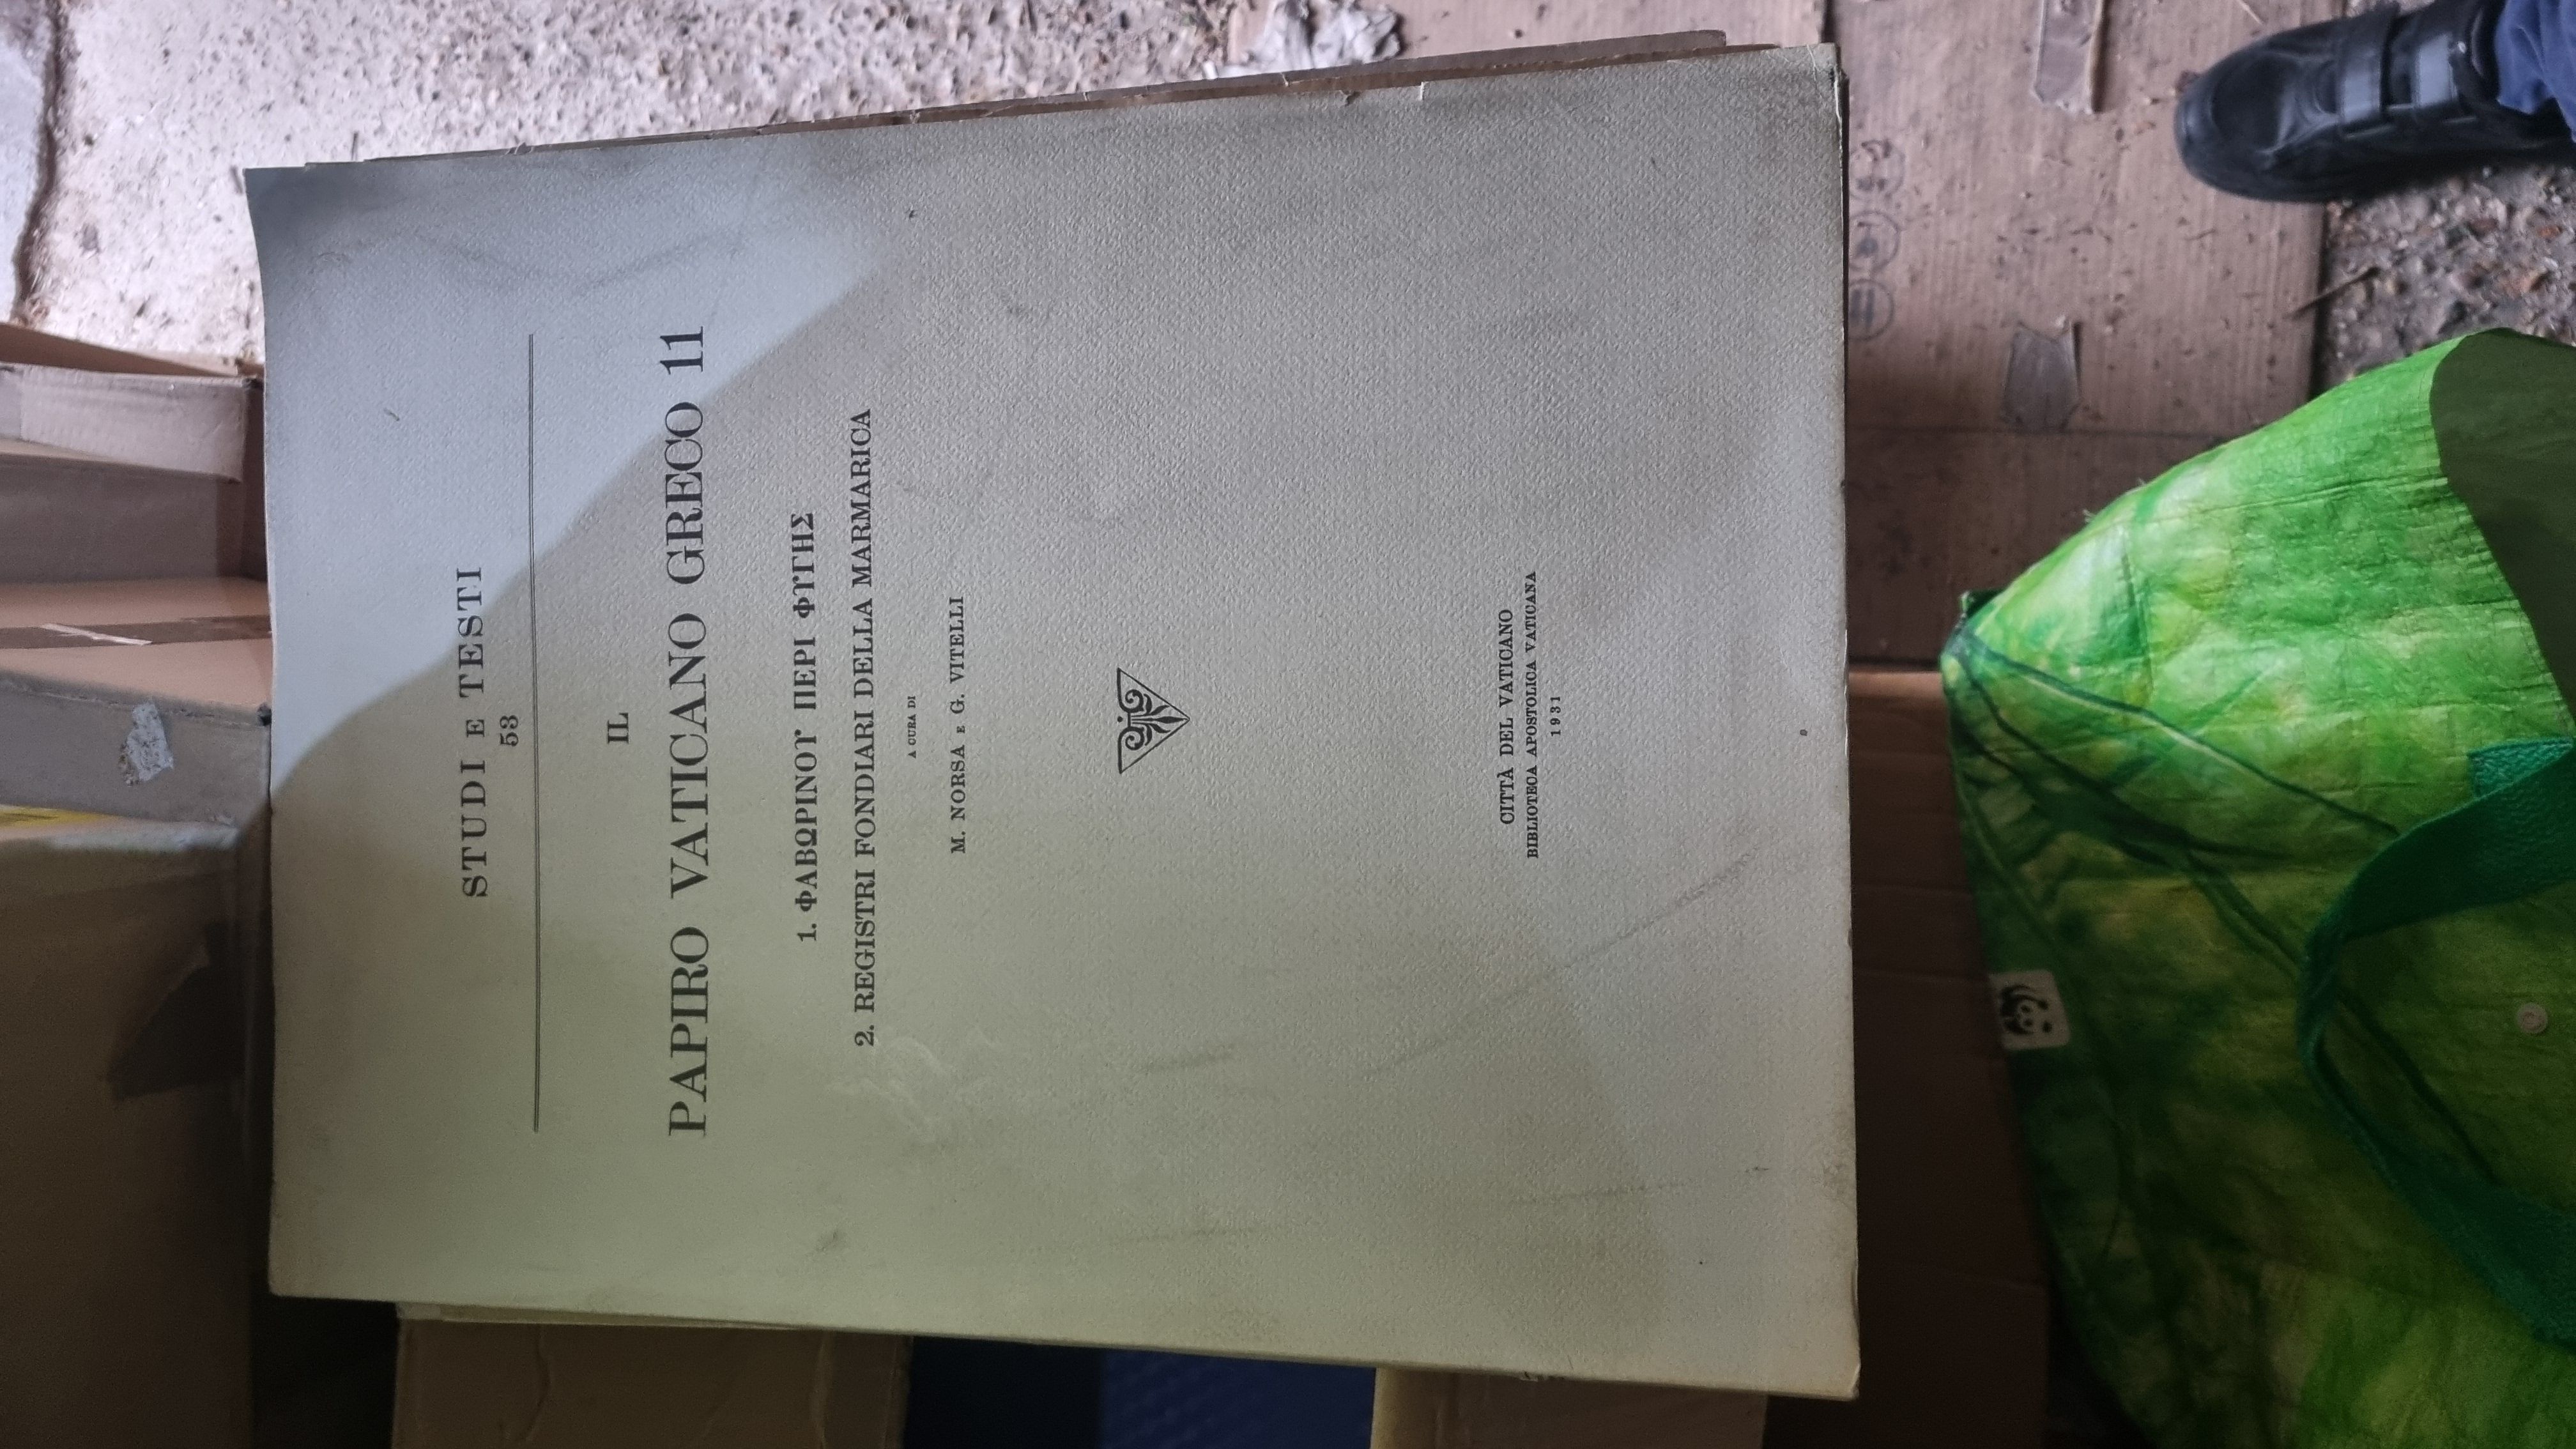 STUDI E TESTI
53
IL
PAPIRO VATICANO GRECO 11
1. ΦΑΒΩΡΙΝΟΥ ΠΕΡΙ ΦΥΓΗΣ
2. REGISTRI FONDIARI DELLA MARMARICA
A CURA DI
M. NORSA E G. VITELLI
CITTÀ DEL VATICANO
BIBLIOTECA APOSTOLICA VATICANA
1931